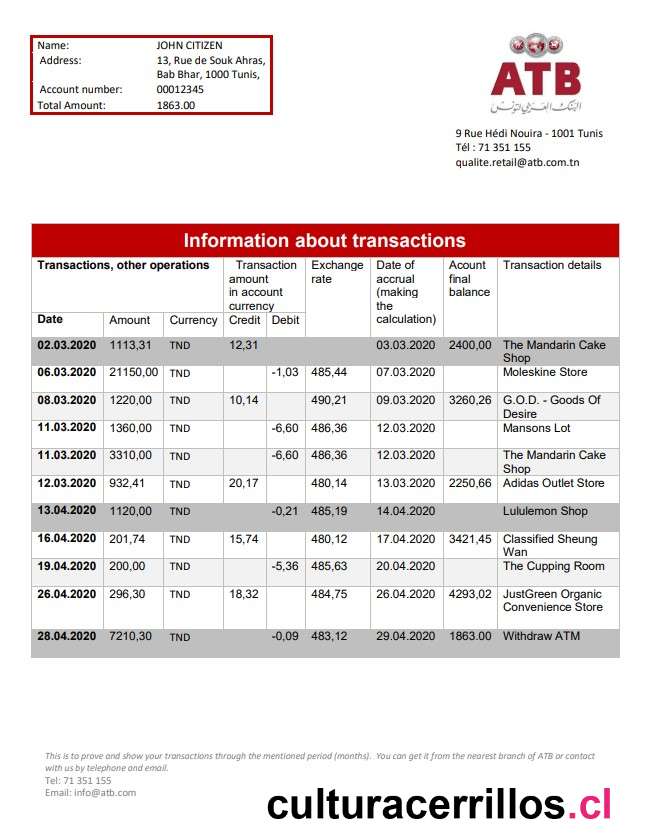 Name: JOHN CITIZEN
Address: 13, Rue de Souk Ahras,
Bab Bhar, 1000 Tunis,
Account number: 00012345
Total Amount: 1863.00
ATB
البنك العربي لتونس
9 Rue Hédi Nouira - 1001 Tunis
Tél : 71 351 155
qualite.retail@atb.com.tn
Information about transactions
Transactions, other operations
Transaction
amount
in account
currency
Exchange
rate
Date of
accrual
(making
the
calculation)
Acount
final
balance
Transaction details
Date Amount Currency Credit Debit
02.03.2020 1113,31 TND 12,31 03.03.2020 2400,00 The Mandarin Cake
Shop
06.03.2020 21150,00 TND -1,03 485,44 07.03.2020 Moleskine Store
08.03.2020 1220,00 TND 10,14 490,21 09.03.2020 3260,26 G.O.D. - Goods Of
Desire
11.03.2020 1360,00 TND -6,60 486,36 12.03.2020 Mansons Lot
11.03.2020 3310,00 TND -6,60 486,36 12.03.2020 The Mandarin Cake
Shop
12.03.2020 932,41 TND 20,17 480,14 13.03.2020 2250,66 Adidas Outlet Store
13.04.2020 1120,00 TND -0,21 485,19 14.04.2020 Lululemon Shop
16.04.2020 201,74 TND 15,74 480,12 17.04.2020 3421,45 Classified Sheung
Wan
19.04.2020 200,00 TND -5,36 485,63 20.04.2020 The Cupping Room
26.04.2020 296,30 TND 18,32 484,75 26.04.2020 4293,02 JustGreen Organic
Convenience Store
28.04.2020 7210,30 TND -0,09 483,12 29.04.2020 1863.00 Withdraw ATM
This is to prove and show your transactions through the mentioned period (months). You can get it from the nearest branch of ATB or contact
with us by telephone and email.
Tel: 71 351 155
Email: info@atb.com
culturacerrillos.cl